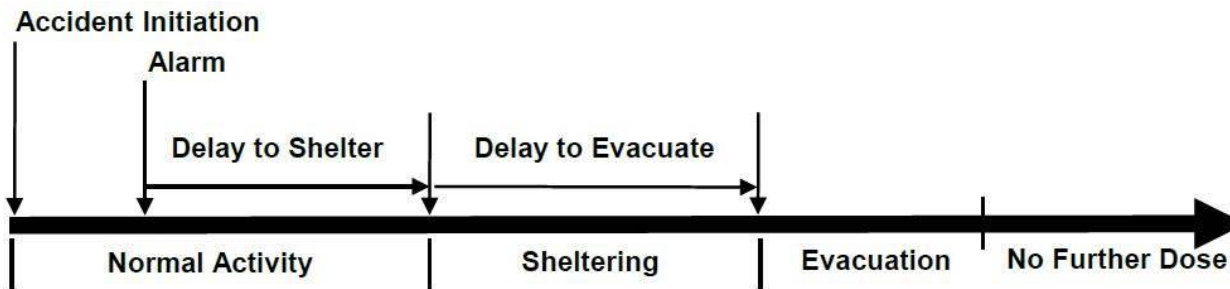 Accident Initiation
Alarm
Delay to Shelter
Delay to Evacuate
Normal Activity
Sheltering
Evacuation
No Further Dose